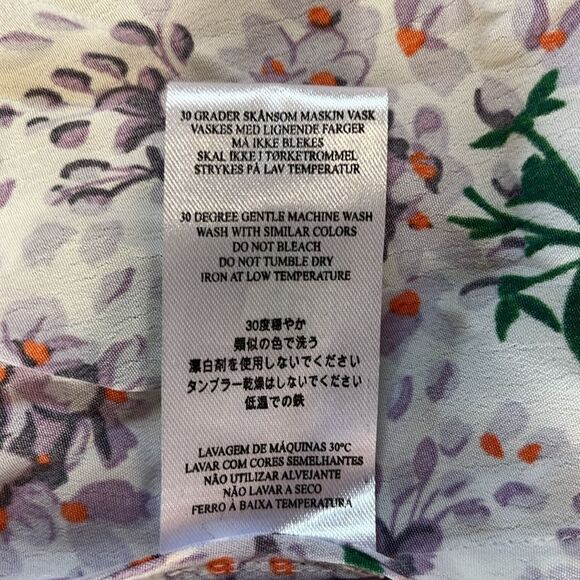 30 GRADER SKÅNSOM MASKIN VASK
VASKES MED LIGNENDE FARGER
MA IKKE BLEKES
SKAL IKKE I TØRKETROMMEL
STRYKES PÅ LAV TEMPERATUR
30 DEGREE GENTLE MACHINE WASH
WASH WITH SIMILAR COLORS
DO NOT BLEACH
DO NOT TUMBLE DRY
IRON AT LOW TEMPERATURE
30度穏やか
類似の色で洗う
漂白剤を使用しないでください
タンブラー乾燥はしないでください
低温での鉄
LAVAGEM DE MÁQUINAS 30ºC
LAVAR COM CORES SEMELHANTES
NÃO UTILIZAR ALVEJANTE
NÃO LAVAR A SECO
FERRO À BAIXA TEMPERATURA